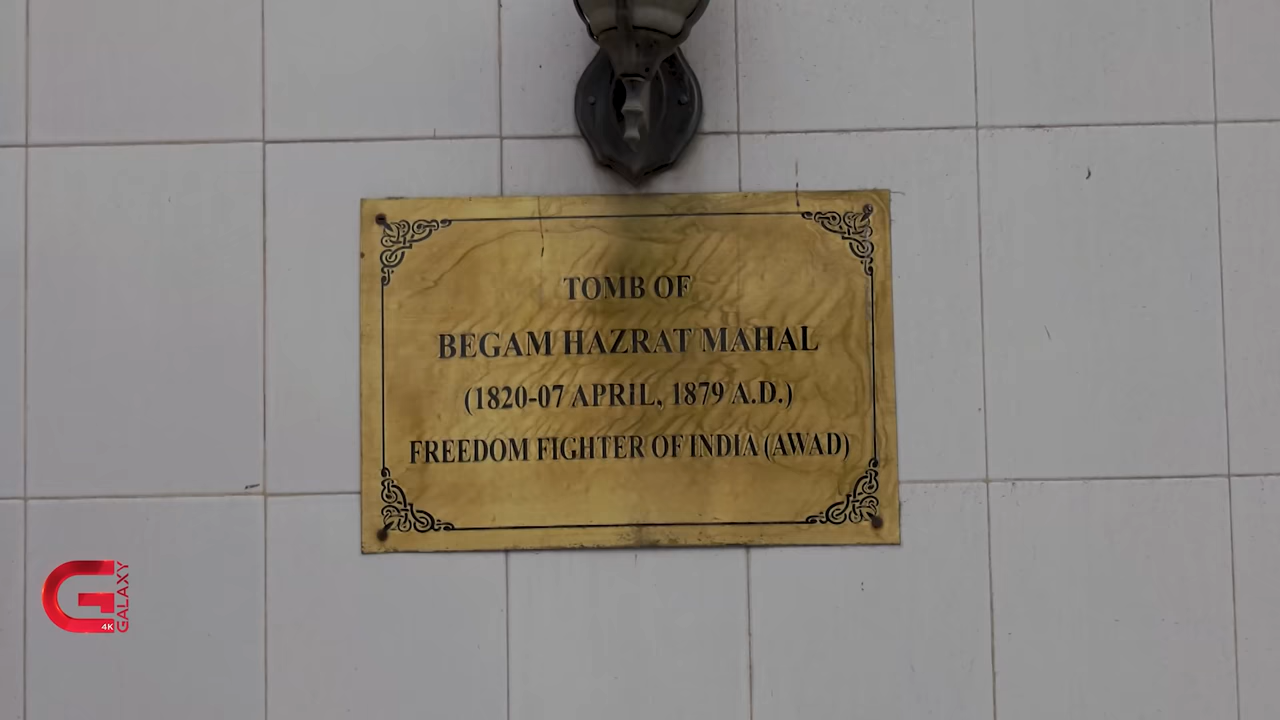 TOMB OF
BEGAM HAZRAT MAHAL
(1820-07 APRIL, 1879 A.D.)
FREEDOM FIGHTER OF INDIA (AWAD)
G
4K
GALAXY